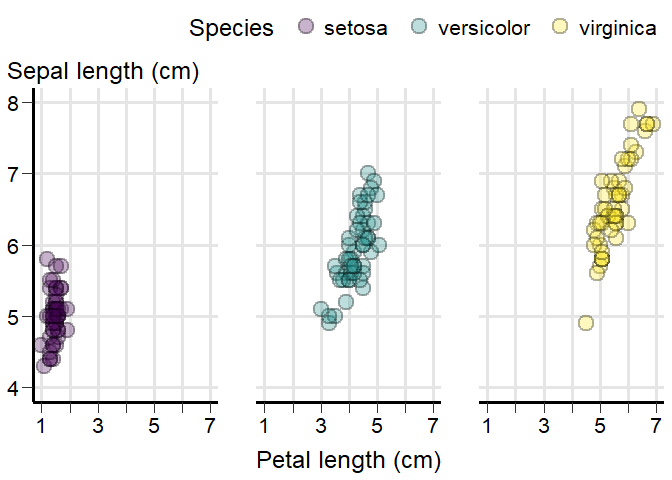 Species setosa versicolor virginica
Sepal length (cm)
8
7
6
5
4
1 3 5 7 1 3 5 7 1 3 5 7
Petal length (cm)